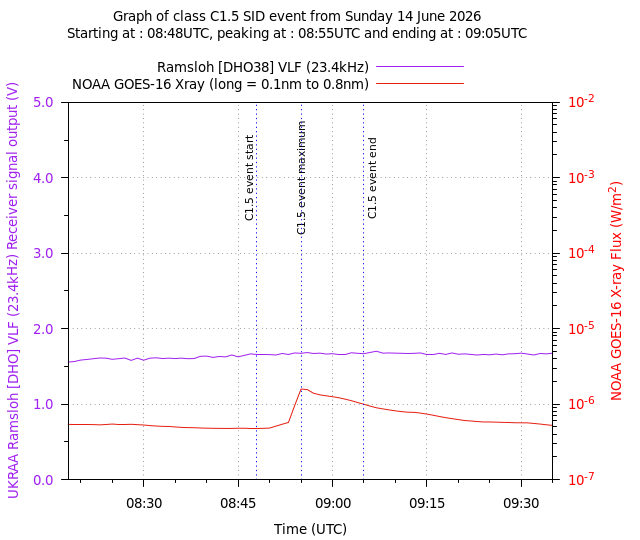 Graph of class C1.5 SID event from Sunday 14 June 2026
Starting at : 08:48UTC, peaking at : 08:55UTC and ending at : 09:05UTC
Ramsloh [DHO38] VLF (23.4kHz)
NOAA GOES-16 Xray (long = 0.1nm to 0.8nm)
UKRAA Ramsloh [DHO] VLF (23.4kHz) Receiver signal output (V)
5.0
4.0
3.0
2.0
1.0
0.0
C1.5 event start
C1.5 event maximum
C1.5 event end
10⁻²
10⁻³
10⁻⁴
10⁻⁵
10⁻⁶
10⁻⁷
NOAA GOES-16 X-ray Flux (W/m²)
08:30 08:45 09:00 09:15 09:30
Time (UTC)